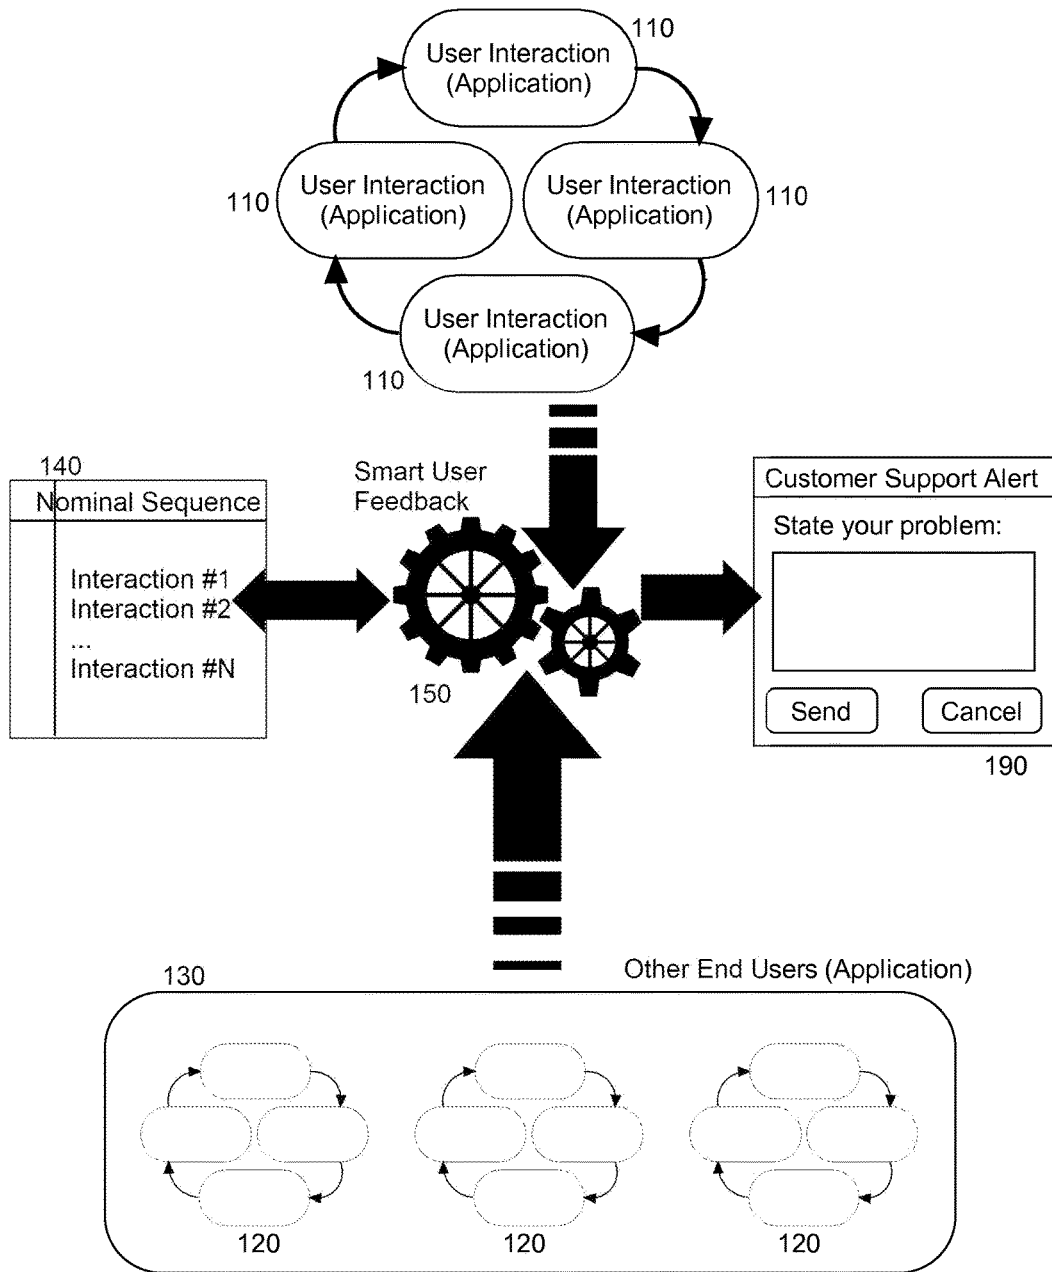 110
User Interaction
(Application)
User Interaction
(Application)
110
User Interaction
(Application)
110
User Interaction
(Application)
110
140
Nominal Sequence
Interaction #1
Interaction #2
...
Interaction #N
Smart User
Feedback
150
Customer Support Alert
State your problem:
Send
Cancel
190
130
Other End Users (Application)
120
120
120